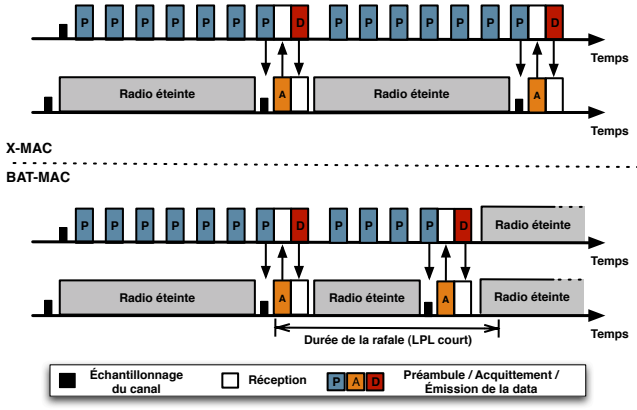 P P P P P P P D P P P P P P P D
Temps
Radio éteinte A Radio éteinte A
Temps
X-MAC
BAT-MAC
P P P P P P P D P P P P D Radio éteinte
Temps
Radio éteinte A Radio éteinte A Radio éteinte
Temps
Durée de la rafale (LPL court)
Échantillonnage
du canal
Réception
P A D
Préambule / Acquittement /
Émission de la data